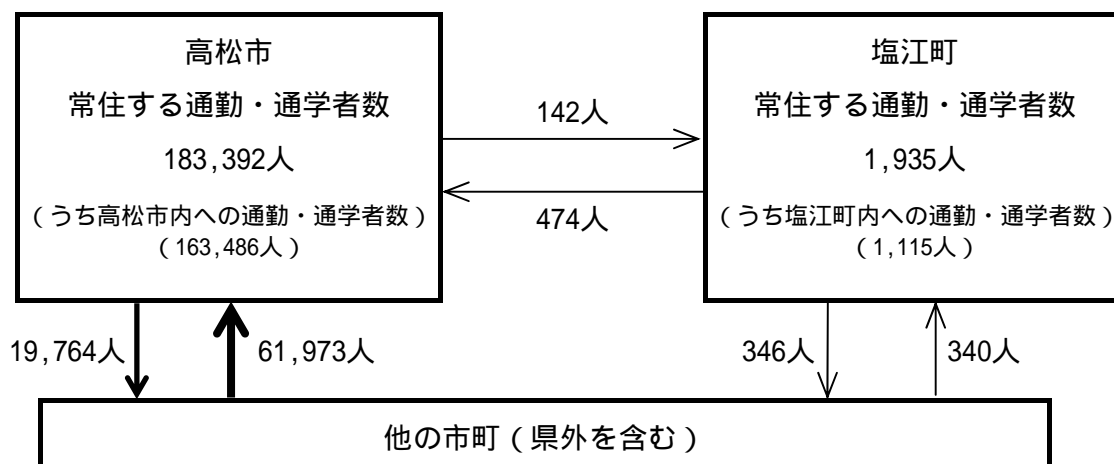 高松市
常住する通勤・通学者数
183,392人
(うち高松市内への通勤・通学者数)
(163,486人)
142人
474人
塩江町
常住する通勤・通学者数
1,935人
(うち塩江町内への通勤・通学者数)
(1,115人)
19,764人
61,973人
346人
340人
他の市町(県外を含む)